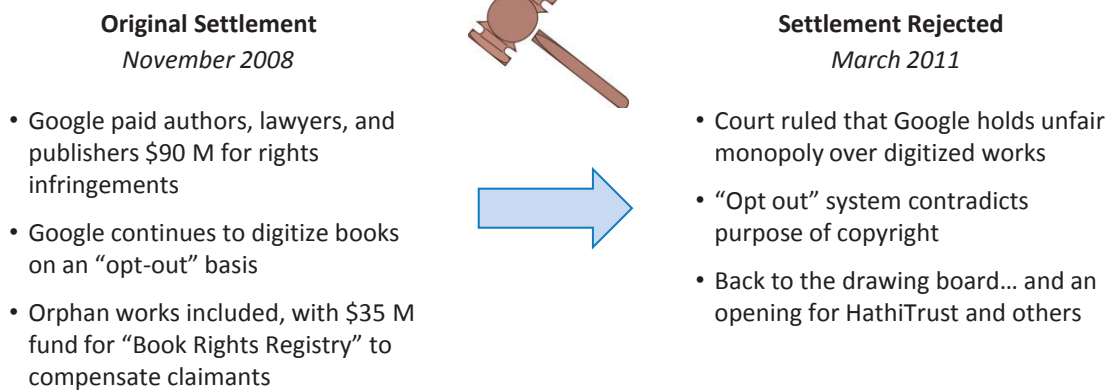 Original Settlement
November 2008
• Google paid authors, lawyers, and
publishers $90 M for rights
infringements
• Google continues to digitize books
on an “opt-out” basis
• Orphan works included, with $35 M
fund for “Book Rights Registry” to
compensate claimants
Settlement Rejected
March 2011
• Court ruled that Google holds unfair
monopoly over digitized works
• “Opt out” system contradicts
purpose of copyright
• Back to the drawing board… and an
opening for HathiTrust and others